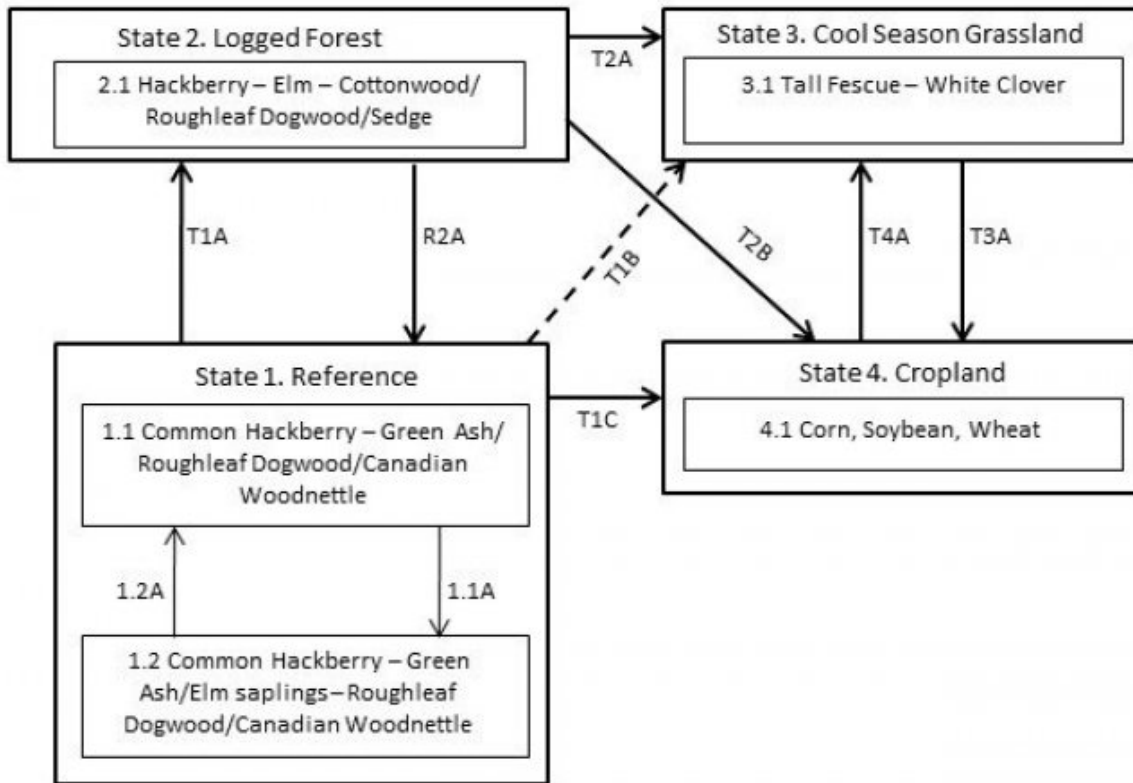 State 2. Logged Forest
2.1 Hackberry – Elm – Cottonwood/
Roughleaf Dogwood/Sedge
T2A
State 3. Cool Season Grassland
3.1 Tall Fescue – White Clover
T1A
R2A
T1B
T2B
T4A
T3A
State 1. Reference
1.1 Common Hackberry – Green Ash/
Roughleaf Dogwood/Canadian
Woodnettle
1.2A
1.1A
1.2 Common Hackberry – Green
Ash/Elm saplings – Roughleaf
Dogwood/Canadian Woodnettle
T1C
State 4. Cropland
4.1 Corn, Soybean, Wheat